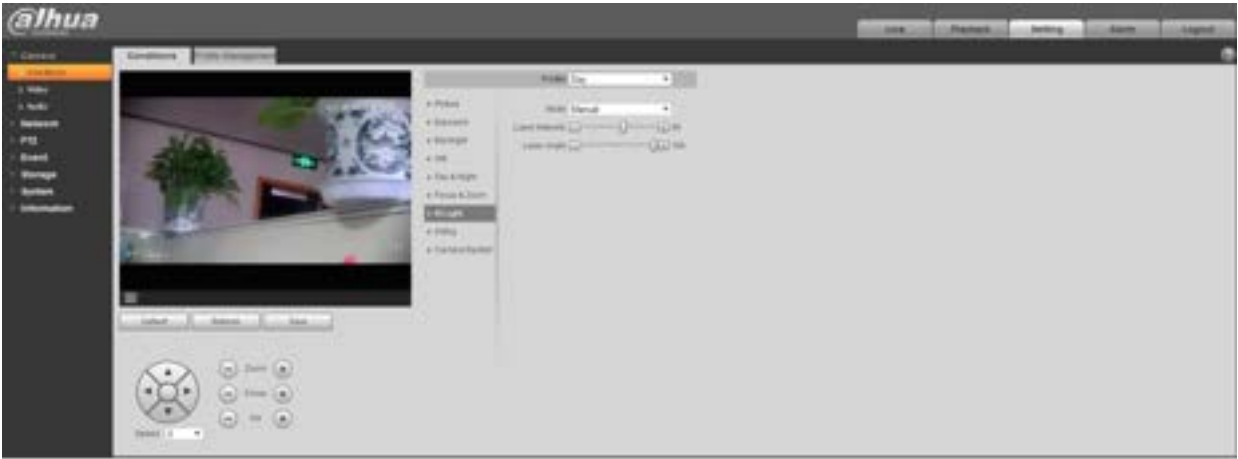 alhua
Live
Playback
Setting
Alarm
Logout
Camera
Conditions
Profile Management
Conditions
Video
Audio
Network
PTZ
Event
Storage
System
Information
Profile
Day
Picture
Exposure
Backlight
WB
Day & Night
Focus & Zoom
IR Light
Defog
Mode
Manual
Default
Refresh
Save
Zoom
Focus
Iris
Speed